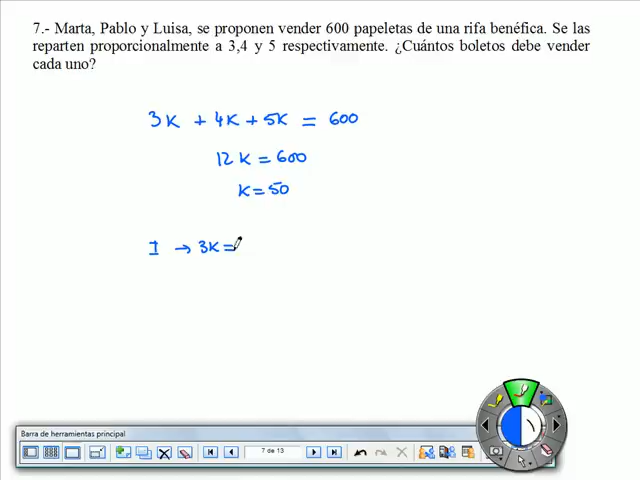 7.- Marta, Pablo y Luisa, se proponen vender 600 papeletas de una rifa benéfica. Se las
reparten proporcionalmente a 3,4 y 5 respectivamente. ¿Cuántos boletos debe vender
cada uno?
3K + 4K + 5K = 600
12 K = 600
K = 50
I → 3K =
Barra de herramientas principal
7 de 13